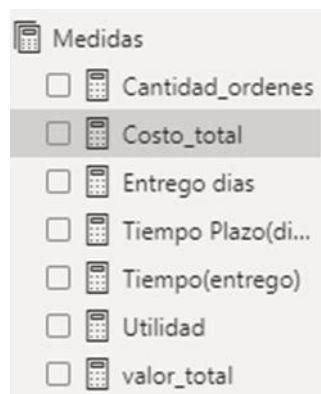 Medidas
Cantidad_ordenes
Costo_total
Entrego dias
Tiempo Plazo(di...
Tiempo(entrego)
Utilidad
valor_total